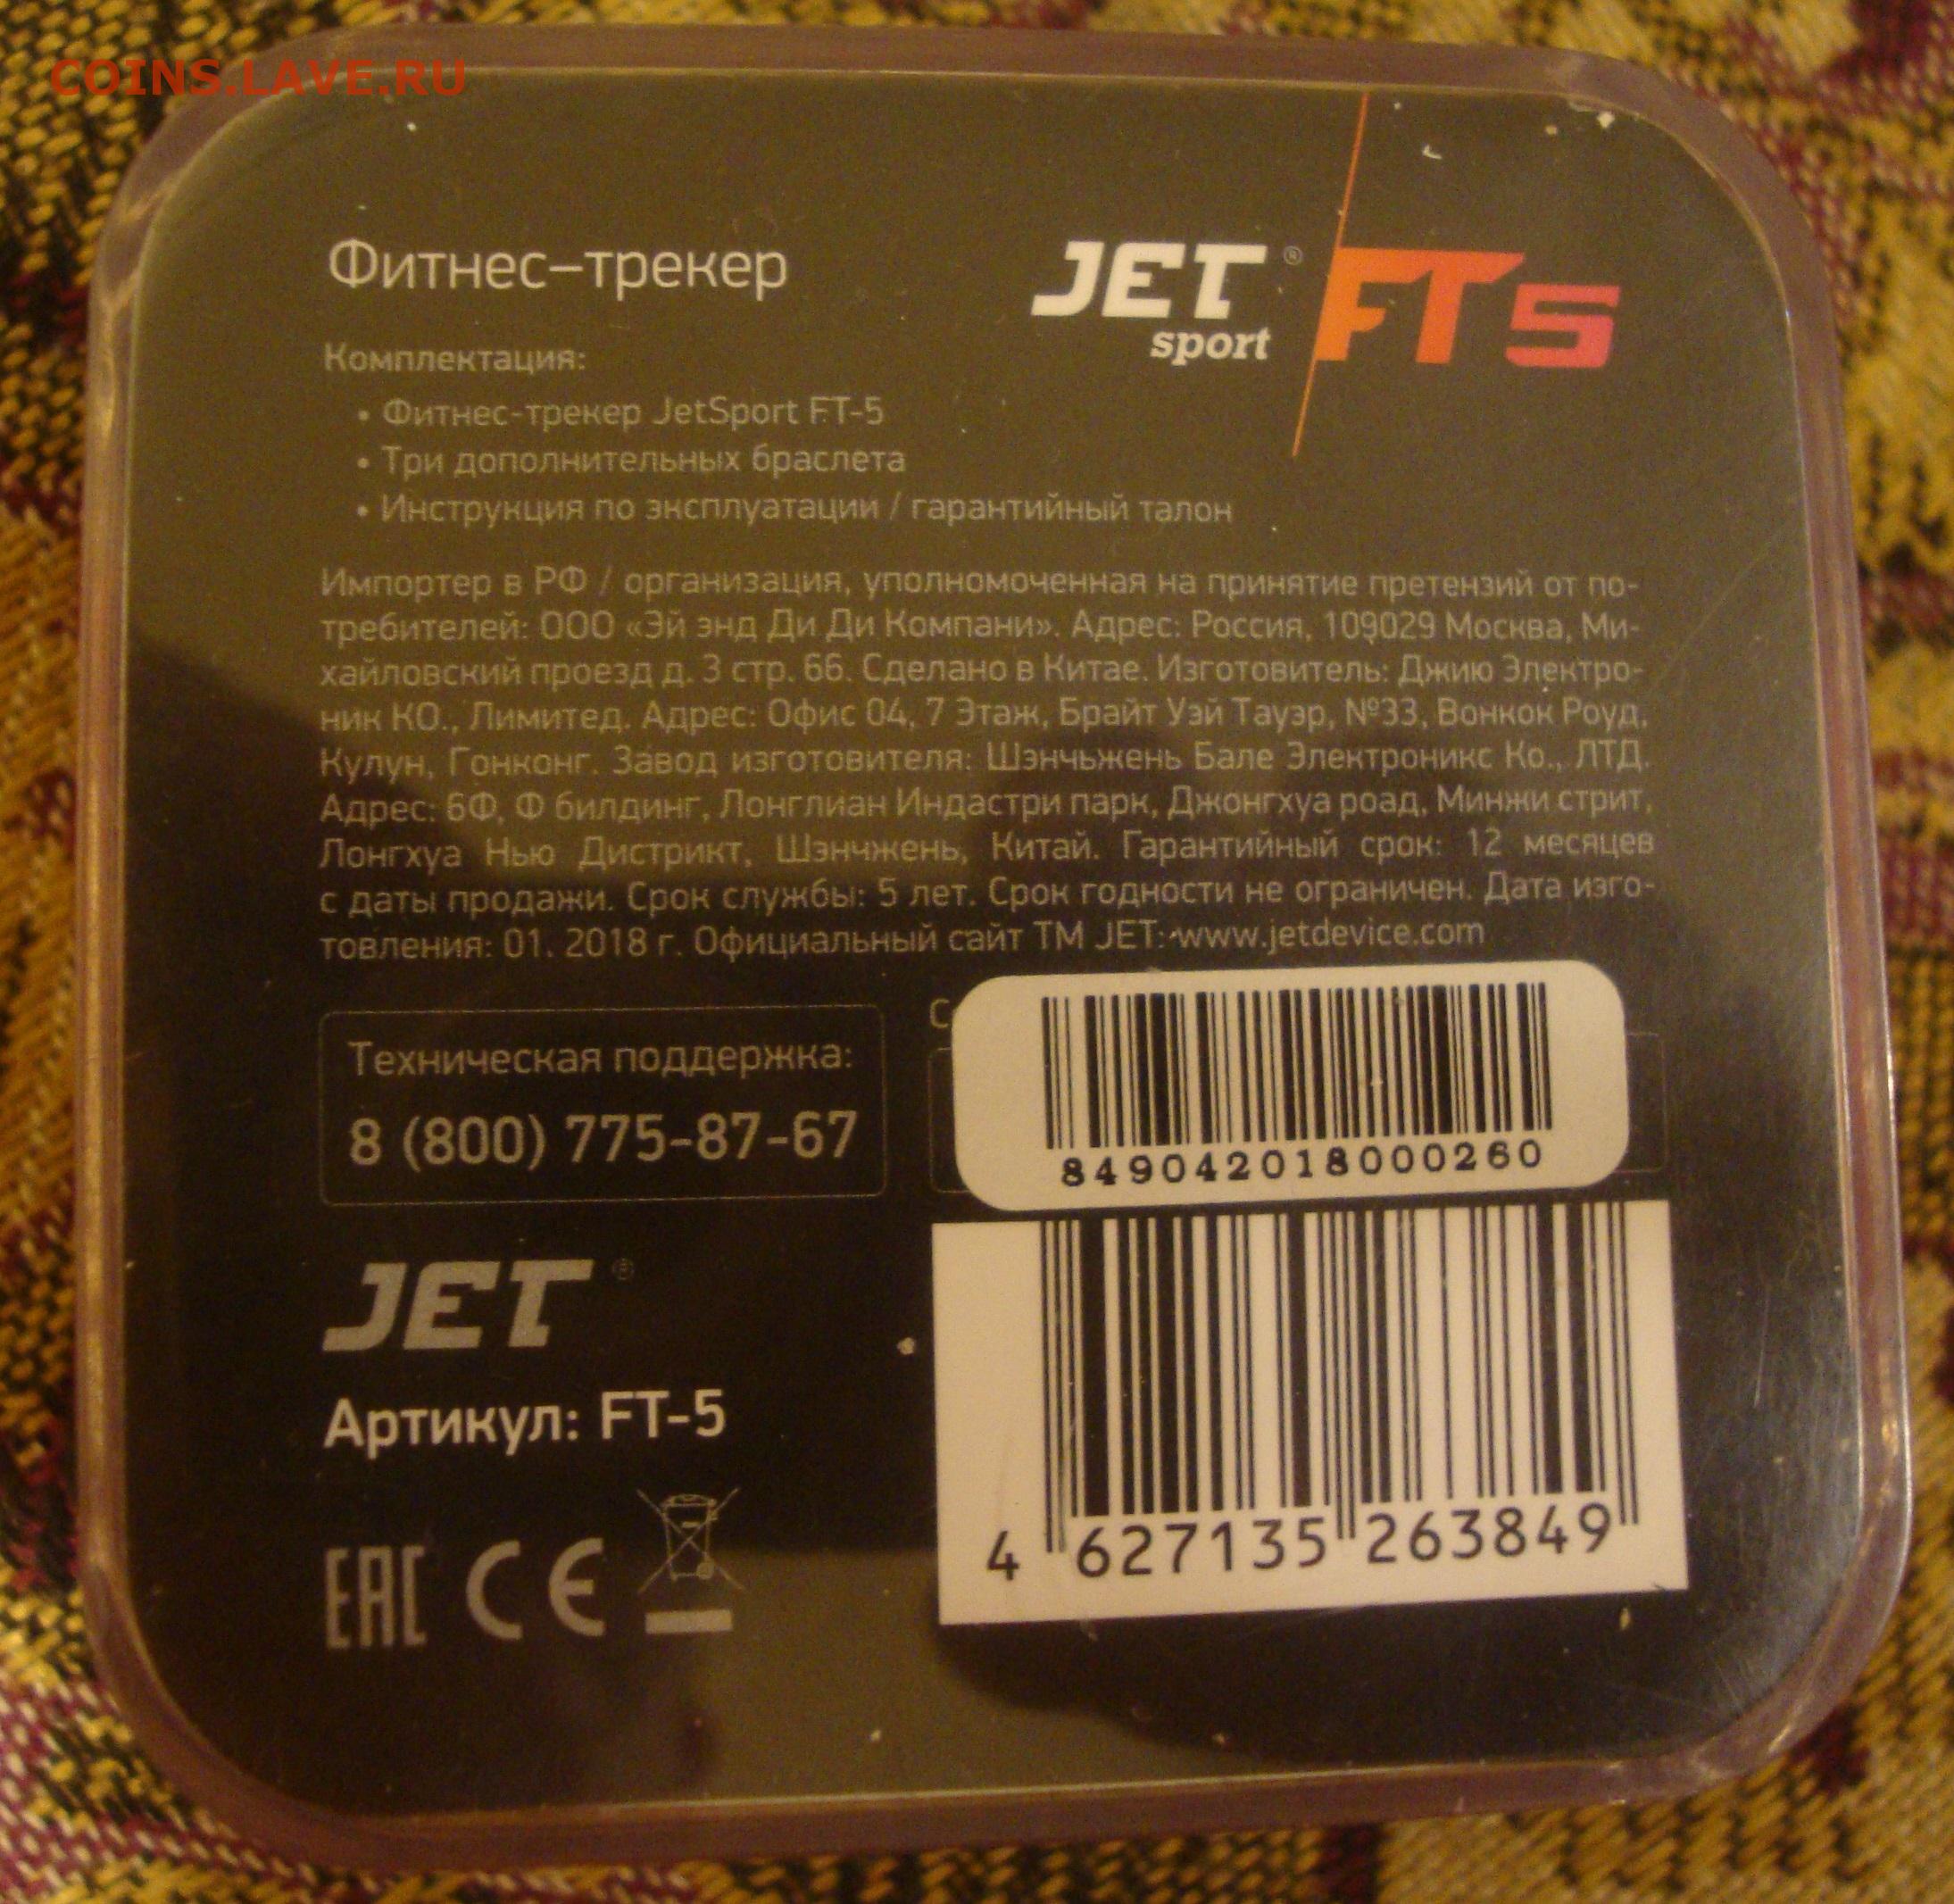 COINS.LAVE.RU
Фитнес–трекер
JET ® FT5
sport
Комплектация:
• Фитнес-трекер JetSport FT-5
• Три дополнительных браслета
• Инструкция по эксплуатации / гарантийный талон
Импортер в РФ / организация, уполномоченная на принятие претензий от по-
требителей: ООО «Эй энд Ди Ди Компани». Адрес: Россия, 109029 Москва, Ми-
хайловский проезд д. 3 стр. 66. Сделано в Китае. Изготовитель: Джию Электро-
ник КО., Лимитед. Адрес: Офис 04, 7 Этаж, Брайт Уэй Тауэр, №33, Вонкок Роуд,
Кулун, Гонконг. Завод изготовителя: Шэнчьжень Бале Электроникс Ко., ЛТД.
Адрес: 6Ф, Ф билдинг, Лонглиан Индастри парк, Джонгхуа роад, Минжи стрит,
Лонгхуа Нью Дистрикт, Шэнчжень, Китай. Гарантийный срок: 12 месяцев
с даты продажи. Срок службы: 5 лет. Срок годности не ограничен. Дата изго-
товления: 01. 2018 г. Официальный сайт ТМ JET: www.jetdevice.com
Техническая поддержка:
8 (800) 775-87-67
849042018000260
JET ®
Артикул: FT-5
EAC CE
4 627135 263849